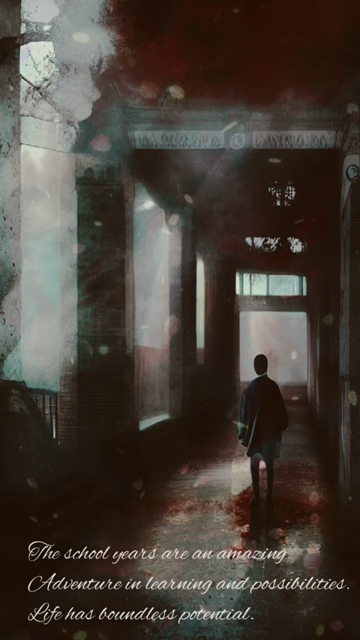 The school years are an amazing
Adventure in learning and possibilities.
Life has boundless potential.